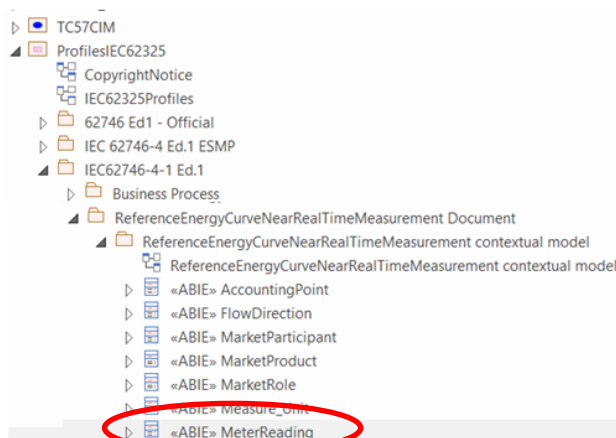 TC57CIM
ProfilesIEC62325
CopyrightNotice
IEC62325Profiles
62746 Ed1 - Official
IEC 62746-4 Ed.1 ESMP
IEC62746-4-1 Ed.1
Business Process
ReferenceEnergyCurveNearRealTimeMeasurement Document
ReferenceEnergyCurveNearRealTimeMeasurement contextual model
ReferenceEnergyCurveNearRealTimeMeasurement contextual model
«ABIE» AccountingPoint
«ABIE» FlowDirection
«ABIE» MarketParticipant
«ABIE» MarketProduct
«ABIE» MarketRole
«ABIE» Measure_Unit
«ABIE» MeterReading